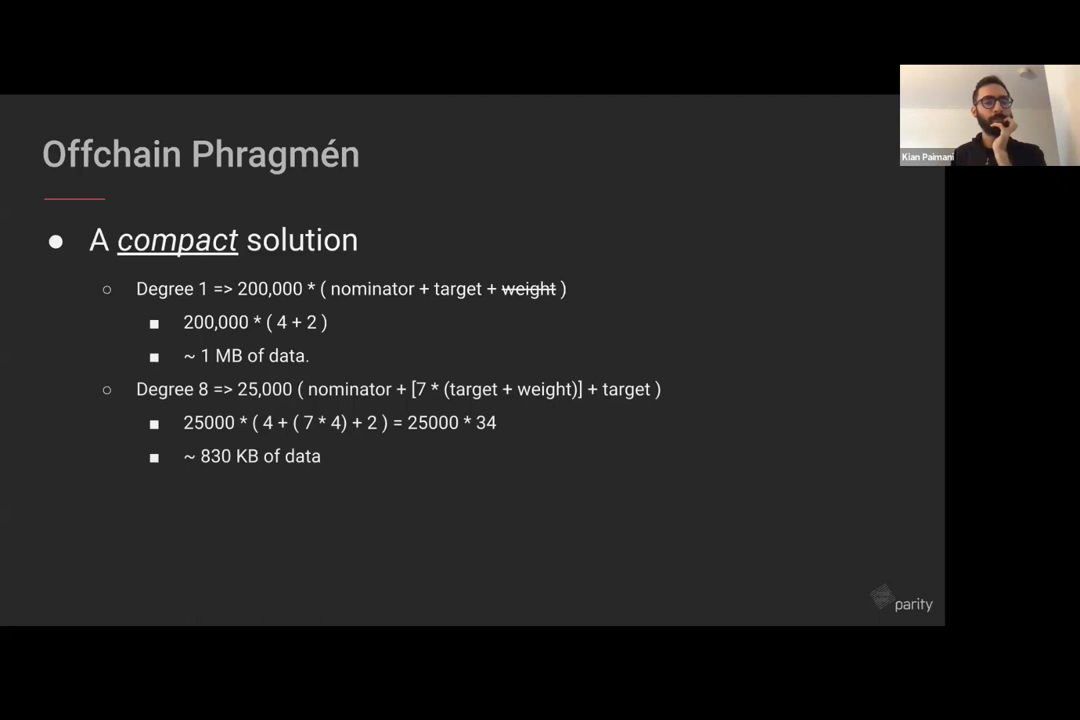 Offchain Phragmén
Kian Paimani
● A compact solution
○ Degree 1 => 200,000 * ( nominator + target + weight )
■ 200,000 * ( 4 + 2 )
■ ~ 1 MB of data.
○ Degree 8 => 25,000 ( nominator + [7 * (target + weight)] + target )
■ 25000 * ( 4 + ( 7 * 4) + 2 ) = 25000 * 34
■ ~ 830 KB of data
parity